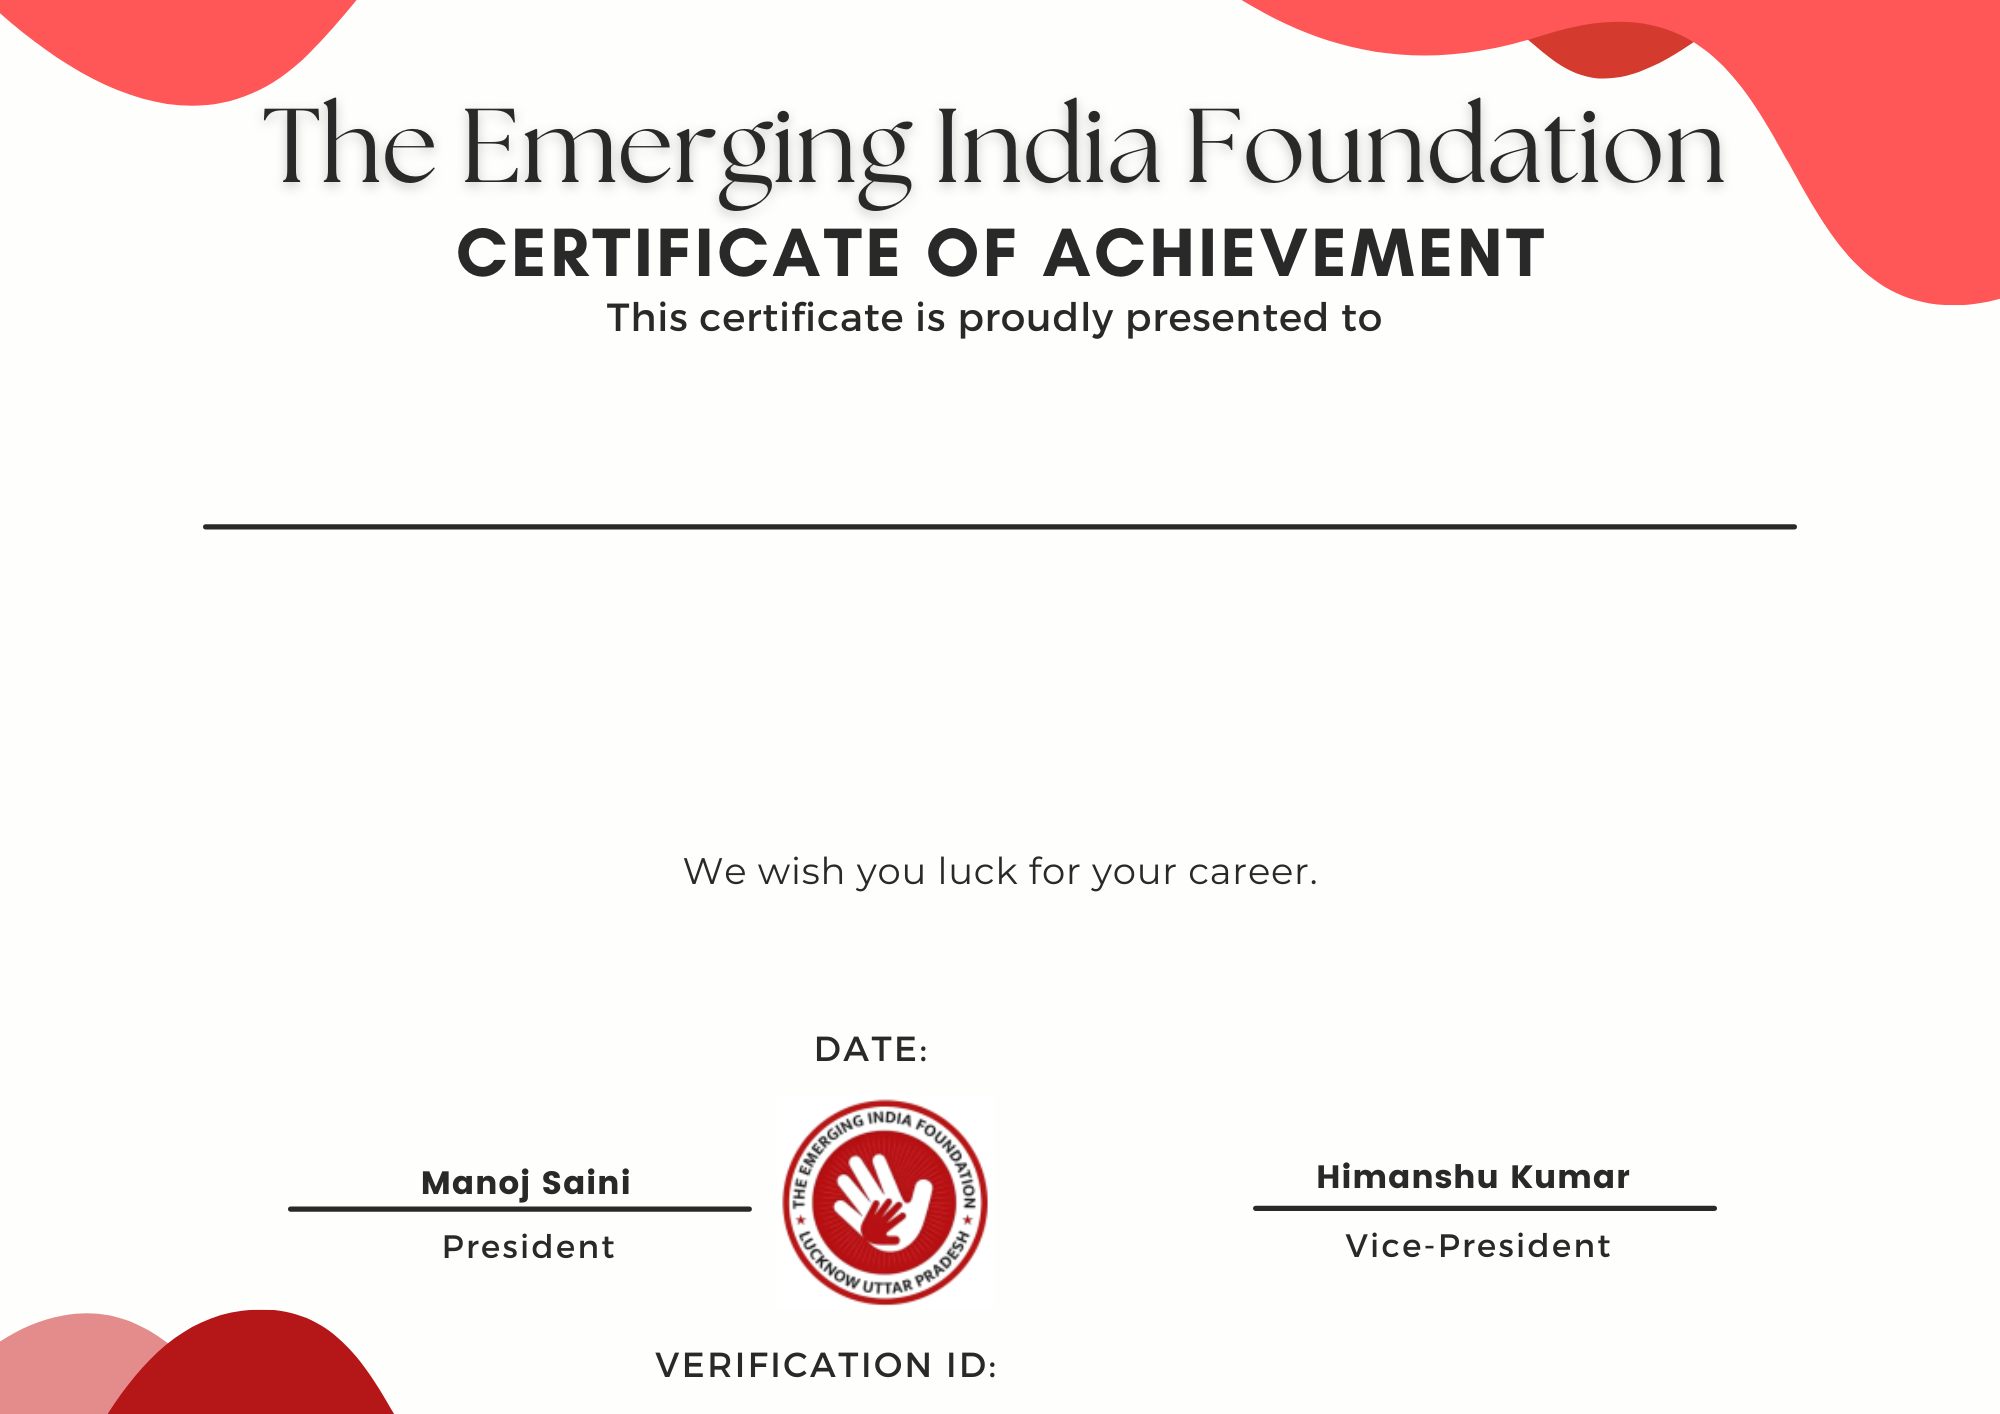 The Emerging India Foundation
CERTIFICATE OF ACHIEVEMENT
This certificate is proudly presented to
We wish you luck for your career.
DATE:
THE EMERGING INDIA FOUNDATION
★ LUCKNOW UTTAR PRADESH ★
Manoj Saini
President
Himanshu Kumar
Vice-President
VERIFICATION ID: